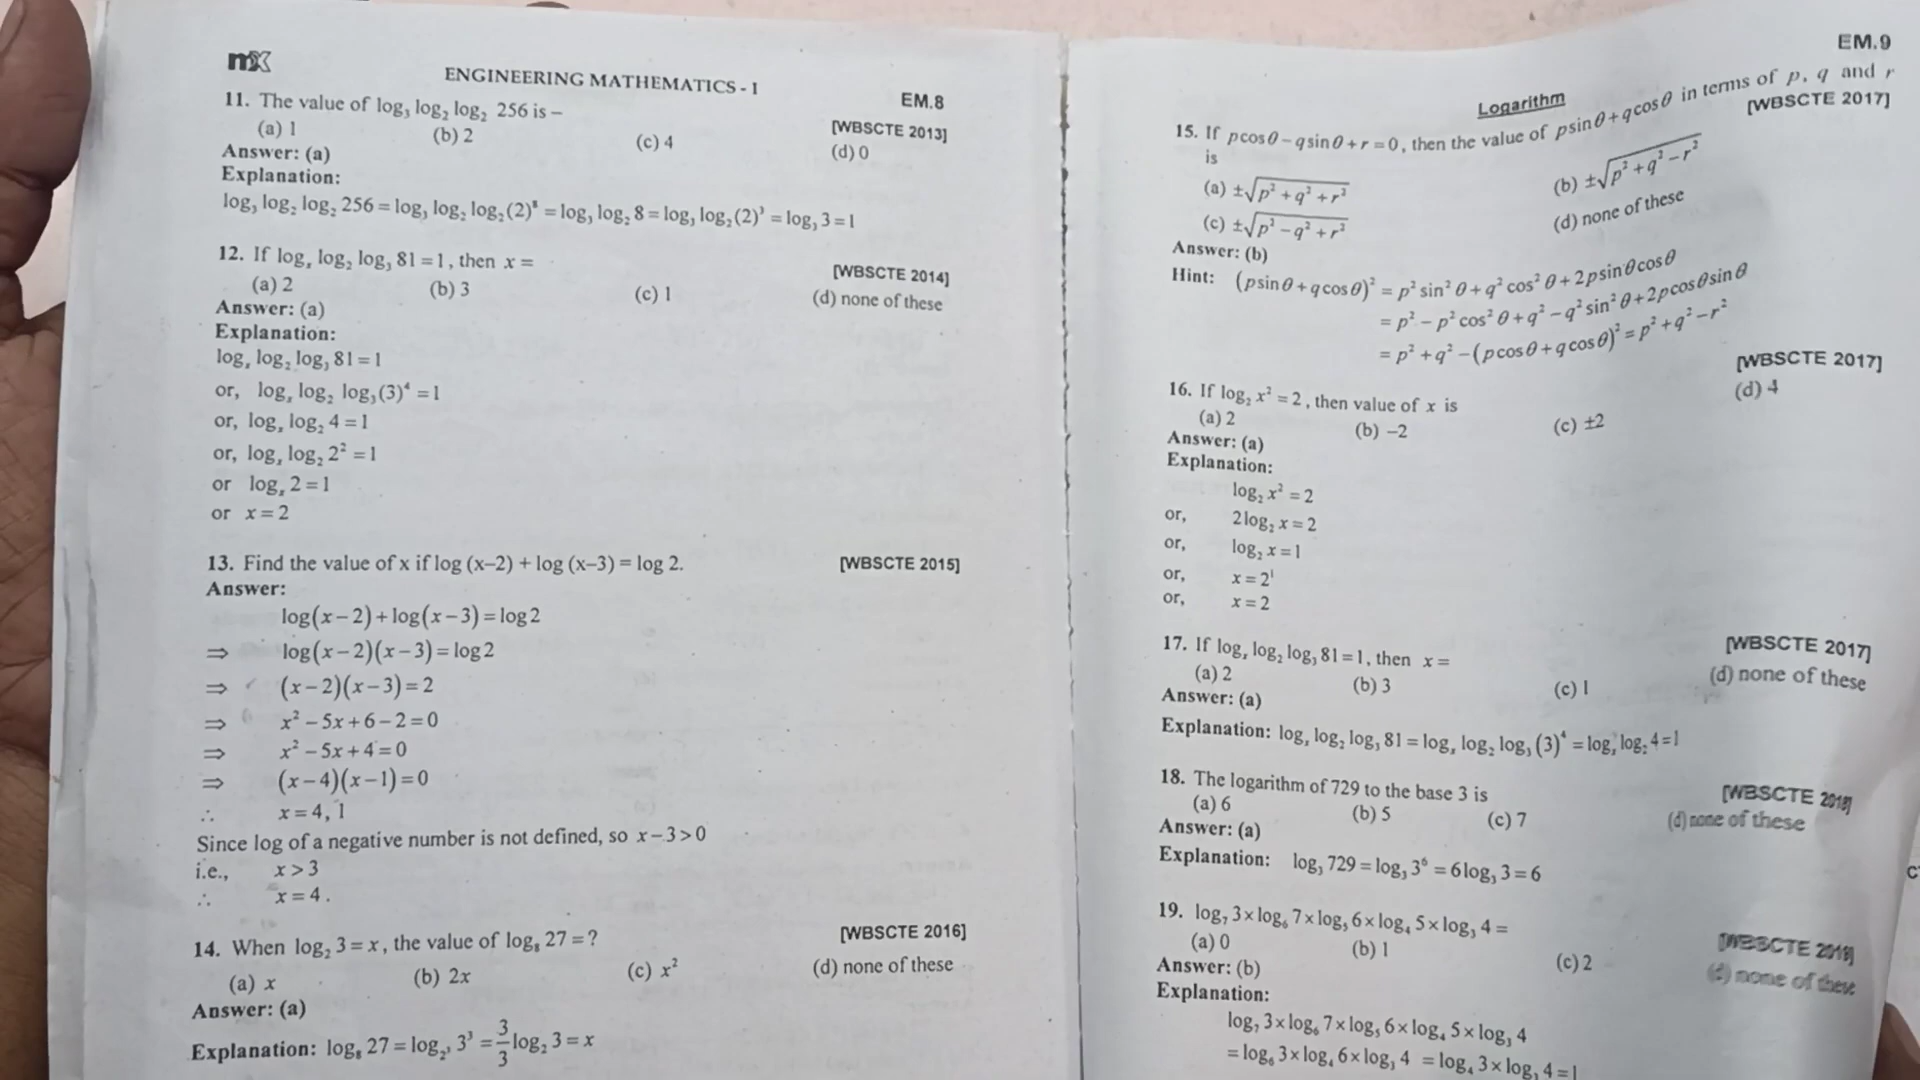 mX
ENGINEERING MATHEMATICS - I
EM.8
11. The value of log₃ log₂ log₂ 256 is –
[WBSCTE 2013]
(a) 1 (b) 2 (c) 4 (d) 0
Answer: (a)
Explanation:
log₃ log₂ log₂ 256 = log₃ log₂ log₂(2)⁸ = log₃ log₂ 8 = log₃ log₂(2)³ = log₃ 3 = 1
12. If logₓ log₂ log₃ 81 = 1, then x =
[WBSCTE 2014]
(a) 2 (b) 3 (c) 1 (d) none of these
Answer: (a)
Explanation:
logₓ log₂ log₃ 81 = 1
or, logₓ log₂ log₃(3)⁴ = 1
or, logₓ log₂ 4 = 1
or, logₓ log₂ 2² = 1
or logₓ 2 = 1
or x = 2
13. Find the value of x if log (x–2) + log (x–3) = log 2. [WBSCTE 2015]
Answer:
log(x – 2) + log(x – 3) = log 2
⇒ log(x – 2)(x – 3) = log 2
⇒ (x – 2)(x – 3) = 2
⇒ x² – 5x + 6 – 2 = 0
⇒ x² – 5x + 4 = 0
⇒ (x – 4)(x – 1) = 0
∴ x = 4, 1
Since log of a negative number is not defined, so x – 3 > 0
i.e., x > 3
∴ x = 4.
14. When log₂ 3 = x, the value of log₈ 27 = ? [WBSCTE 2016]
(a) x (b) 2x (c) x² (d) none of these
Answer: (a)
Explanation: log₈ 27 = log₂³ 3³ = 3/3 log₂ 3 = x
EM.9
Logarithm
15. If p cos θ – q sin θ + r = 0, then the value of p sin θ + q cos θ in terms of p, q and r
is [WBSCTE 2017]
(a) ±√(p² + q² + r²) (b) ±√(p² + q² – r²)
(c) ±√(p² – q² + r²) (d) none of these
Answer: (b)
Hint: (p sin θ + q cos θ)² = p² sin² θ + q² cos² θ + 2p sin θ cos θ
= p² – p² cos² θ + q² – q² sin² θ + 2p cos θ sin θ
= p² + q² – (p cos θ + q cos θ)² = p² + q² – r²
16. If log₂ x² = 2, then value of x is [WBSCTE 2017]
(a) 2 (b) –2 (c) ±2 (d) 4
Answer: (a)
Explanation:
log₂ x² = 2
or, 2 log₂ x = 2
or, log₂ x = 1
or, x = 2¹
or, x = 2
17. If logₓ log₂ log₃ 81 = 1, then x = [WBSCTE 2017]
(a) 2 (b) 3 (c) 1 (d) none of these
Answer: (a)
Explanation: logₓ log₂ log₃ 81 = logₓ log₂ log₃ (3)⁴ = logₓ log₂ 4 = 1
18. The logarithm of 729 to the base 3 is [WBSCTE 2018]
(a) 6 (b) 5 (c) 7 (d) none of these
Answer: (a)
Explanation: log₃ 729 = log₃ 3⁶ = 6 log₃ 3 = 6
19. log₇ 3 × log₆ 7 × log₅ 6 × log₄ 5 × log₃ 4 = [WBSCTE
(a) 0 (b) 1 (c) 2 (d) none of these
Answer: (b)
Explanation:
log₇ 3 × log₆ 7 × log₅ 6 × log₄ 5 × log₃ 4
= log₆ 3 × log₄ 6 × log₃ 4 = log₄ 3 × log₃ 4 = 1